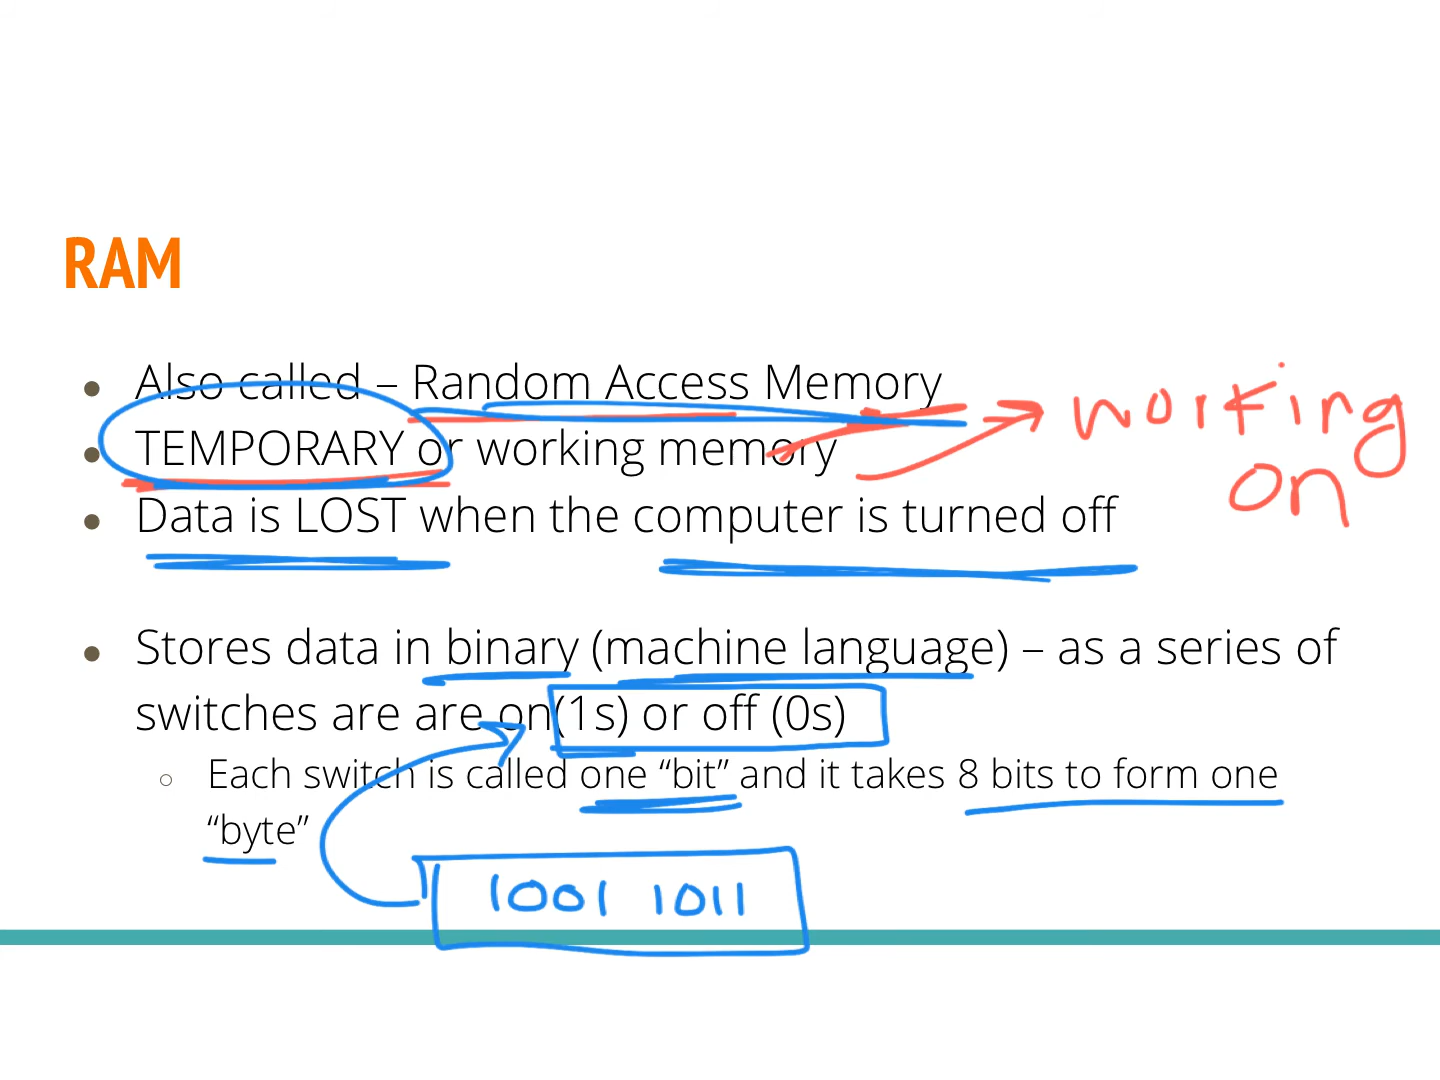 RAM
Also called – Random Access Memory
TEMPORARY or working memory
working
on
Data is LOST when the computer is turned off
Stores data in binary (machine language) – as a series of
switches are are on(1s) or off (0s)
Each switch is called one “bit” and it takes 8 bits to form one
“byte”
1001 1011